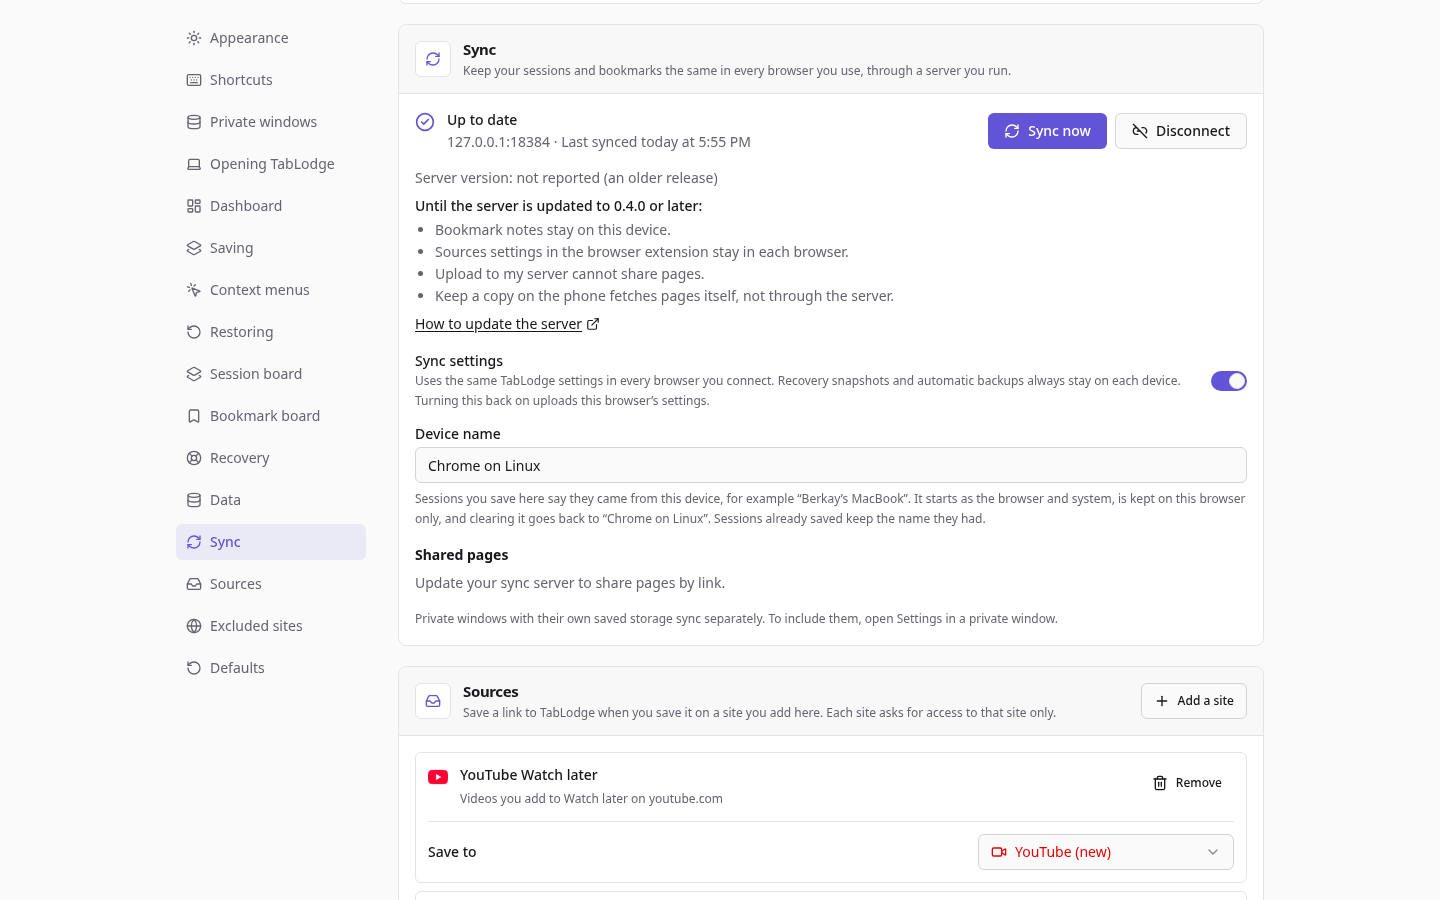 Appearance
Shortcuts
Private windows
Opening TabLodge
Dashboard
Saving
Context menus
Restoring
Session board
Bookmark board
Recovery
Data
Sync
Sources
Excluded sites
Defaults
Sync
Keep your sessions and bookmarks the same in every browser you use, through a server you run.
Up to date
127.0.0.1:18384 · Last synced today at 5:55 PM
Sync now
Disconnect
Server version: not reported (an older release)
Until the server is updated to 0.4.0 or later:
• Bookmark notes stay on this device.
• Sources settings in the browser extension stay in each browser.
• Upload to my server cannot share pages.
• Keep a copy on the phone fetches pages itself, not through the server.
How to update the server
Sync settings
Uses the same TabLodge settings in every browser you connect. Recovery snapshots and automatic backups always stay on each device.
Turning this back on uploads this browser’s settings.
Device name
Chrome on Linux
Sessions you save here say they came from this device, for example “Berkay’s MacBook”. It starts as the browser and system, is kept on this browser
only, and clearing it goes back to “Chrome on Linux”. Sessions already saved keep the name they had.
Shared pages
Update your sync server to share pages by link.
Private windows with their own saved storage sync separately. To include them, open Settings in a private window.
Sources
Save a link to TabLodge when you save it on a site you add here. Each site asks for access to that site only.
Add a site
YouTube Watch later
Videos you add to Watch later on youtube.com
Remove
Save to
YouTube (new)